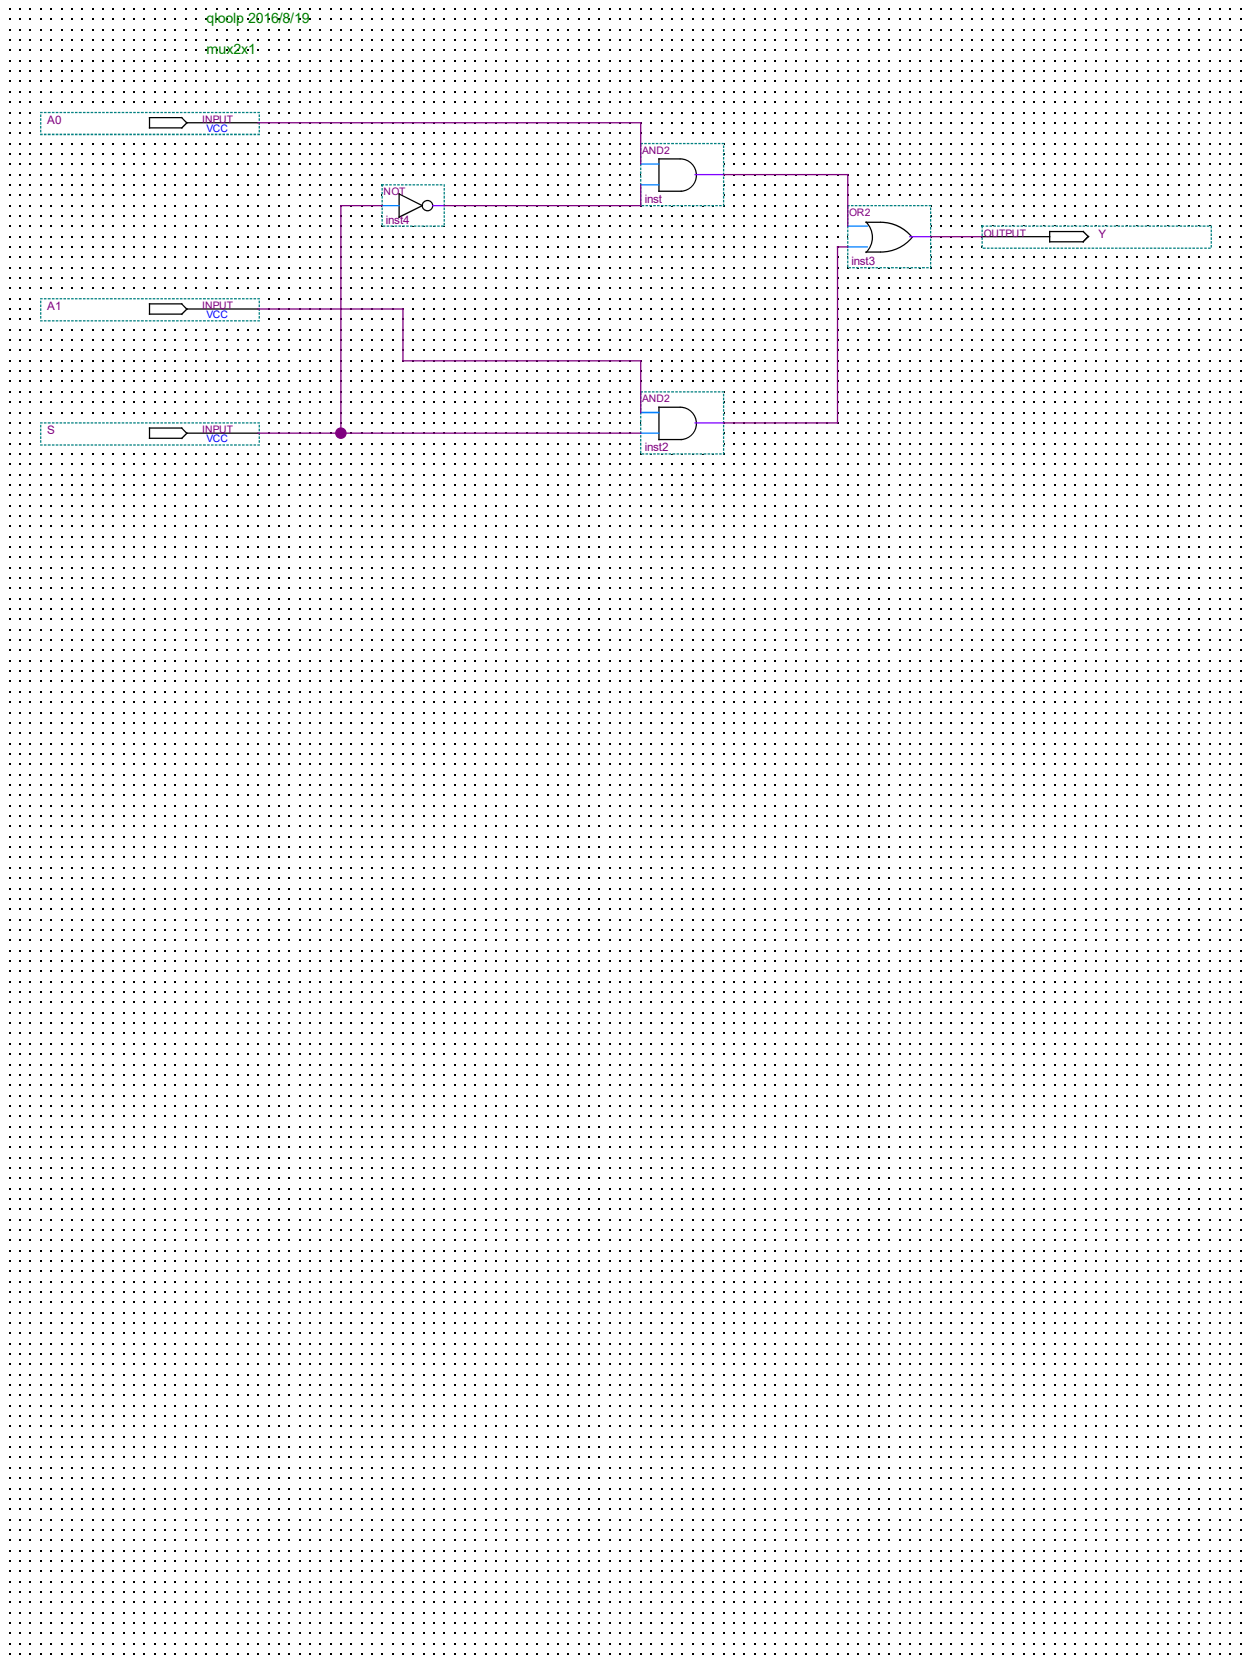 qloolp 2016/8/19
mux2x1
A0
INPUT
VCC
AND2
inst
NOT
inst4
OR2
inst3
OUTPUT
Y
A1
INPUT
VCC
AND2
inst2
S
INPUT
VCC